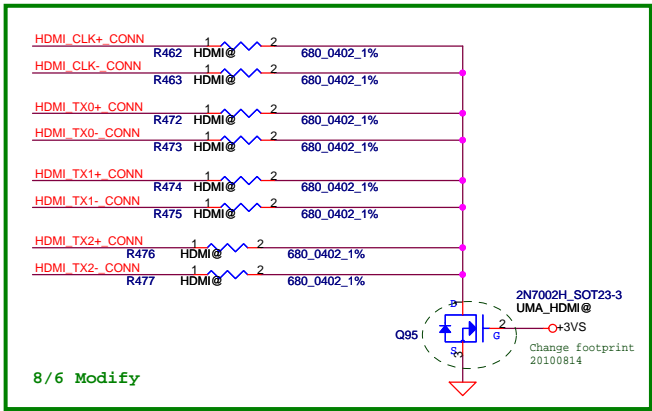 HDMI_CLK+_CONN
R462 1 HDMI@ 2 680_0402_1%
HDMI_CLK-_CONN
R463 1 HDMI@ 2 680_0402_1%
HDMI_TX0+_CONN
R472 1 HDMI@ 2 680_0402_1%
HDMI_TX0-_CONN
R473 1 HDMI@ 2 680_0402_1%
HDMI_TX1+_CONN
R474 1 HDMI@ 2 680_0402_1%
HDMI_TX1-_CONN
R475 1 HDMI@ 2 680_0402_1%
HDMI_TX2+_CONN
R476 1 HDMI@ 2 680_0402_1%
HDMI_TX2-_CONN
R477 1 HDMI@ 2 680_0402_1%
2N7002H_SOT23-3
UMA_HDMI@
D
Q95
2
G
+3VS
S
3
Change footprint
20100814
8/6 Modify